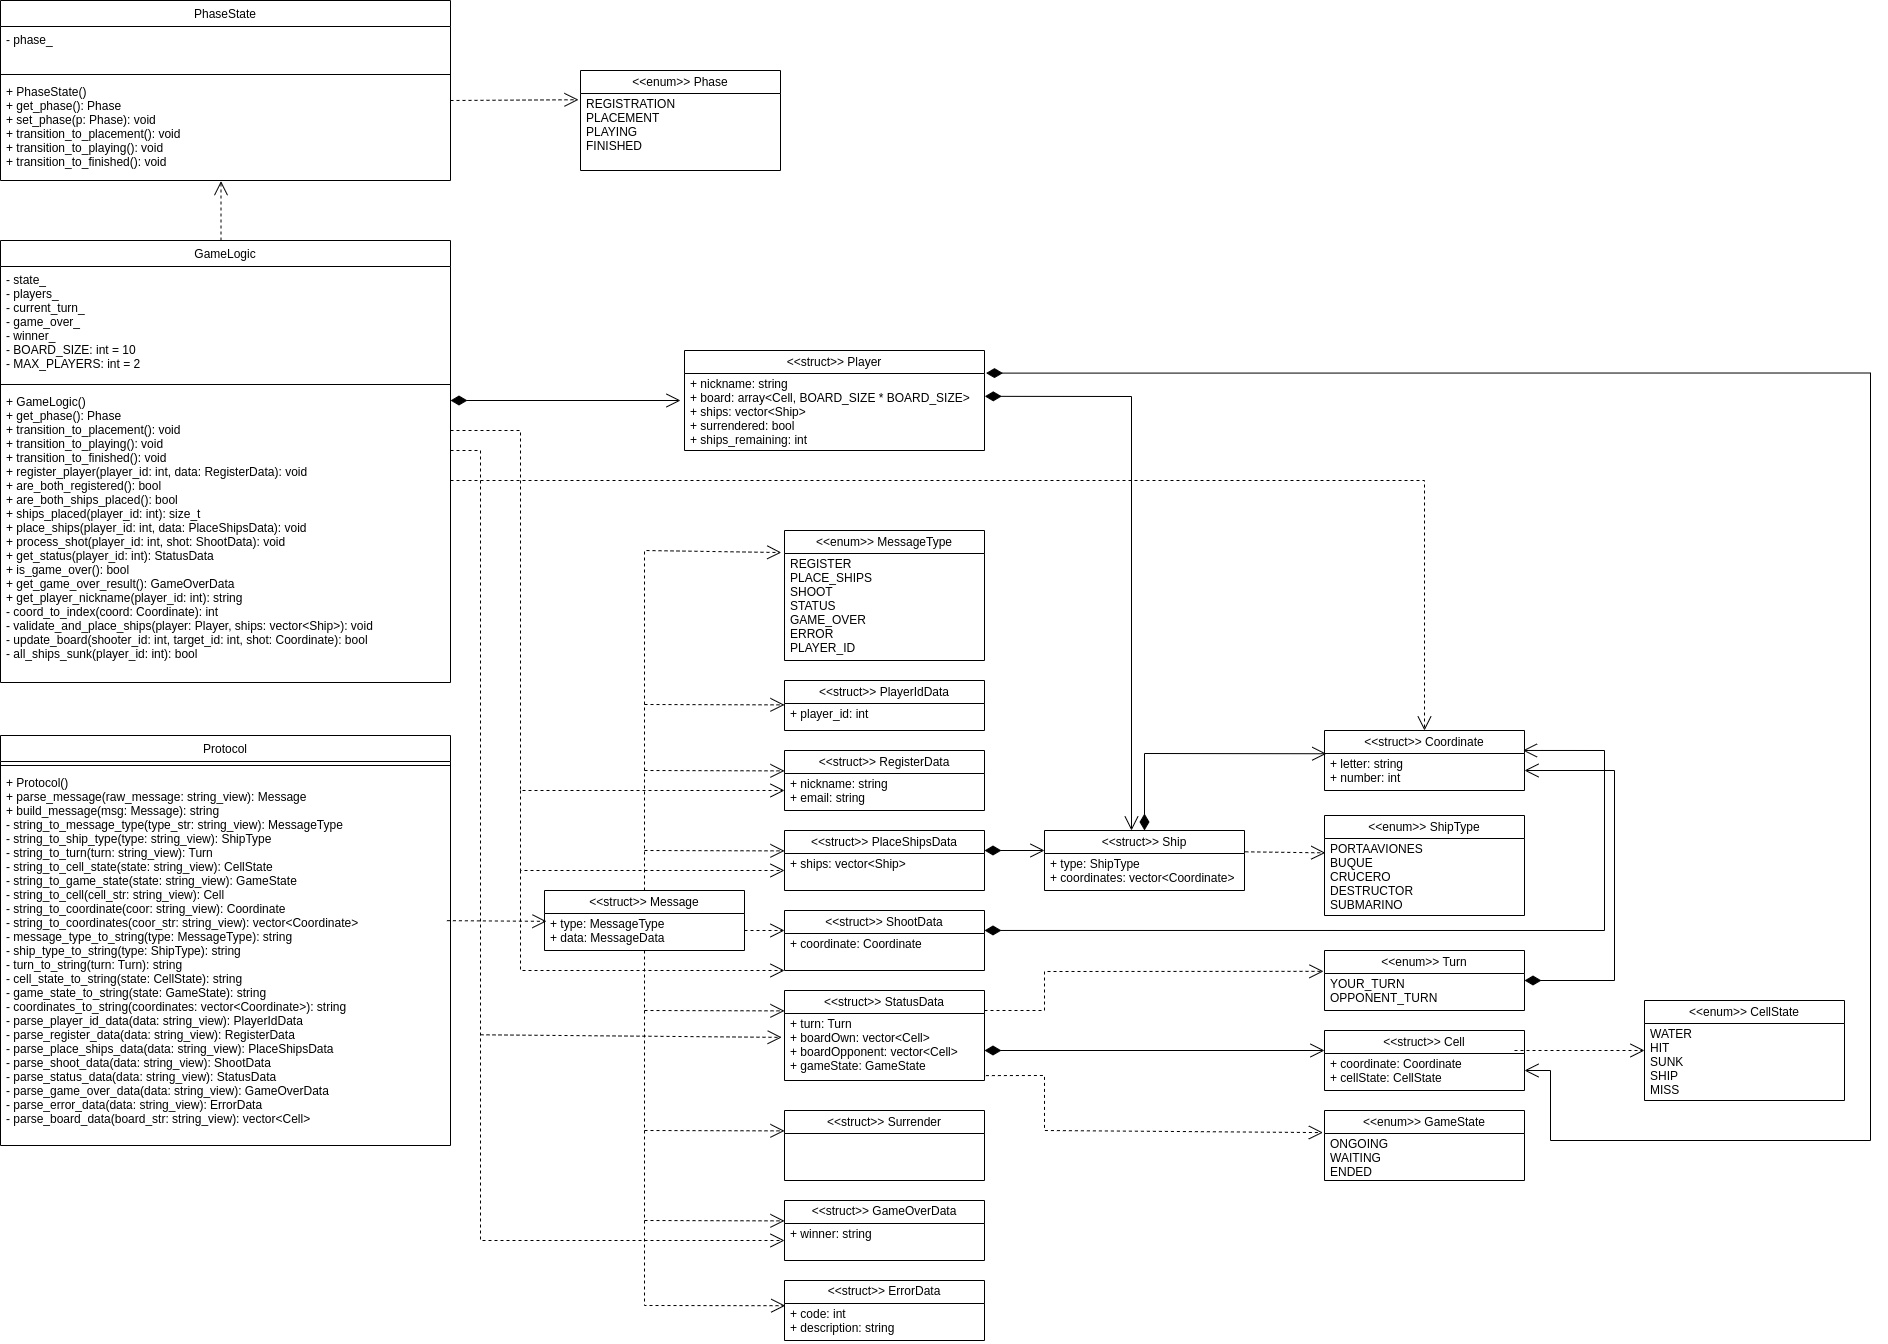 PhaseState
- phase_
+ PhaseState()
+ get_phase(): Phase
+ set_phase(p: Phase): void
+ transition_to_placement(): void
+ transition_to_playing(): void
+ transition_to_finished(): void
<<enum>> Phase
REGISTRATION
PLACEMENT
PLAYING
FINISHED
GameLogic
- state_
- players_
- current_turn_
- game_over_
- winner_
- BOARD_SIZE: int = 10
- MAX_PLAYERS: int = 2
+ GameLogic()
+ get_phase(): Phase
+ transition_to_placement(): void
+ transition_to_playing(): void
+ transition_to_finished(): void
+ register_player(player_id: int, data: RegisterData): void
+ are_both_registered(): bool
+ are_both_ships_placed(): bool
+ ships_placed(player_id: int): size_t
+ place_ships(player_id: int, data: PlaceShipsData): void
+ process_shot(player_id: int, shot: ShootData): void
+ get_status(player_id: int): StatusData
+ is_game_over(): bool
+ get_game_over_result(): GameOverData
+ get_player_nickname(player_id: int): string
- coord_to_index(coord: Coordinate): int
- validate_and_place_ships(player: Player, ships: vector<Ship>): void
- update_board(shooter_id: int, target_id: int, shot: Coordinate): bool
- all_ships_sunk(player_id: int): bool
<<struct>> Player
+ nickname: string
+ board: array<Cell, BOARD_SIZE * BOARD_SIZE>
+ ships: vector<Ship>
+ surrendered: bool
+ ships_remaining: int
Protocol
+ Protocol()
+ parse_message(raw_message: string_view): Message
+ build_message(msg: Message): string
- string_to_message_type(type_str: string_view): MessageType
- string_to_ship_type(type: string_view): ShipType
- string_to_turn(turn: string_view): Turn
- string_to_cell_state(state: string_view): CellState
- string_to_game_state(state: string_view): GameState
- string_to_cell(cell_str: string_view): Cell
- string_to_coordinate(coor: string_view): Coordinate
- string_to_coordinates(coor_str: string_view): vector<Coordinate>
- message_type_to_string(type: MessageType): string
- ship_type_to_string(type: ShipType): string
- turn_to_string(turn: Turn): string
- cell_state_to_string(state: CellState): string
- game_state_to_string(state: GameState): string
- coordinates_to_string(coordinates: vector<Coordinate>): string
- parse_player_id_data(data: string_view): PlayerIdData
- parse_register_data(data: string_view): RegisterData
- parse_place_ships_data(data: string_view): PlaceShipsData
- parse_shoot_data(data: string_view): ShootData
- parse_status_data(data: string_view): StatusData
- parse_game_over_data(data: string_view): GameOverData
- parse_error_data(data: string_view): ErrorData
- parse_board_data(board_str: string_view): vector<Cell>
<<struct>> Message
+ type: MessageType
+ data: MessageData
<<enum>> MessageType
REGISTER
PLACE_SHIPS
SHOOT
STATUS
GAME_OVER
ERROR
PLAYER_ID
<<struct>> PlayerIdData
+ player_id: int
<<struct>> RegisterData
+ nickname: string
+ email: string
<<struct>> PlaceShipsData
+ ships: vector<Ship>
<<struct>> ShootData
+ coordinate: Coordinate
<<struct>> StatusData
+ turn: Turn
+ boardOwn: vector<Cell>
+ boardOpponent: vector<Cell>
+ gameState: GameState
<<struct>> Surrender
<<struct>> GameOverData
+ winner: string
<<struct>> ErrorData
+ code: int
+ description: string
<<struct>> Ship
+ type: ShipType
+ coordinates: vector<Coordinate>
<<struct>> Coordinate
+ letter: string
+ number: int
<<enum>> ShipType
PORTAAVIONES
BUQUE
CRUCERO
DESTRUCTOR
SUBMARINO
<<enum>> Turn
YOUR_TURN
OPPONENT_TURN
<<struct>> Cell
+ coordinate: Coordinate
+ cellState: CellState
<<enum>> GameState
ONGOING
WAITING
ENDED
<<enum>> CellState
WATER
HIT
SUNK
SHIP
MISS